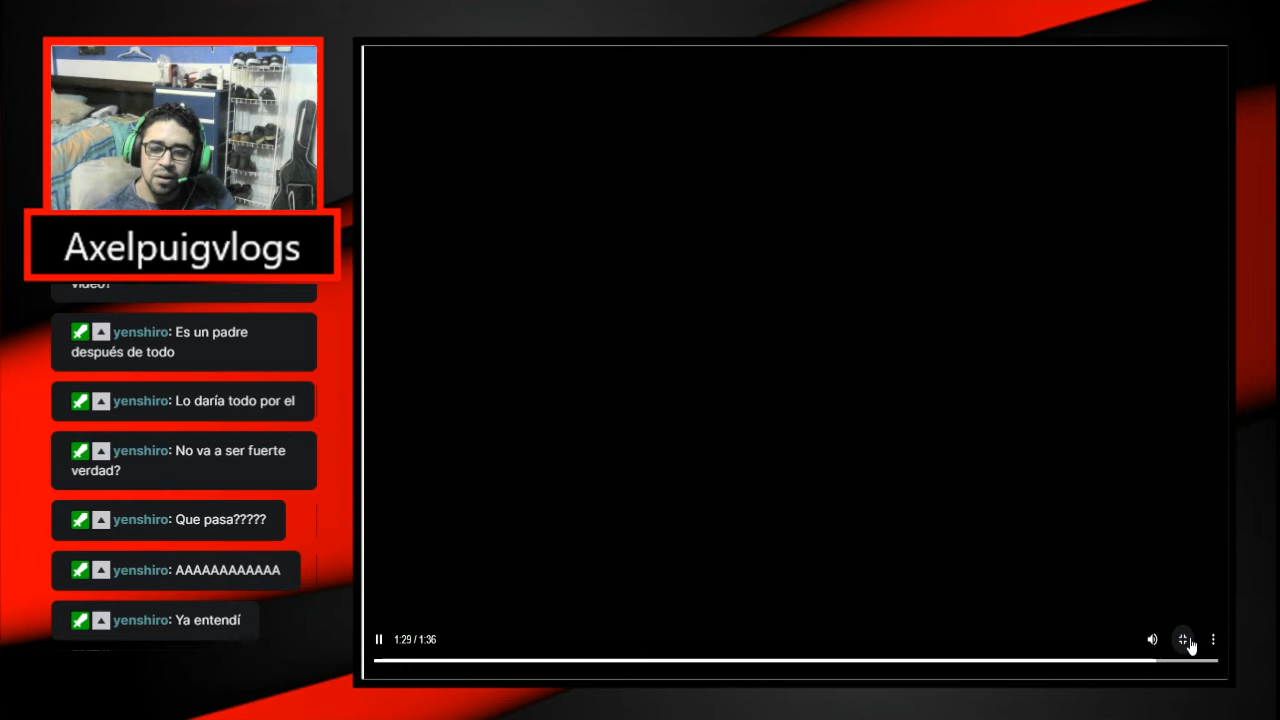 Axelpuigvlogs
video?
yenshiro: Es un padre
después de todo
yenshiro: Lo daría todo por el
yenshiro: No va a ser fuerte
verdad?
yenshiro: Que pasa?????
yenshiro: AAAAAAAAAAAA
yenshiro: Ya entendí
1:29 / 1:36